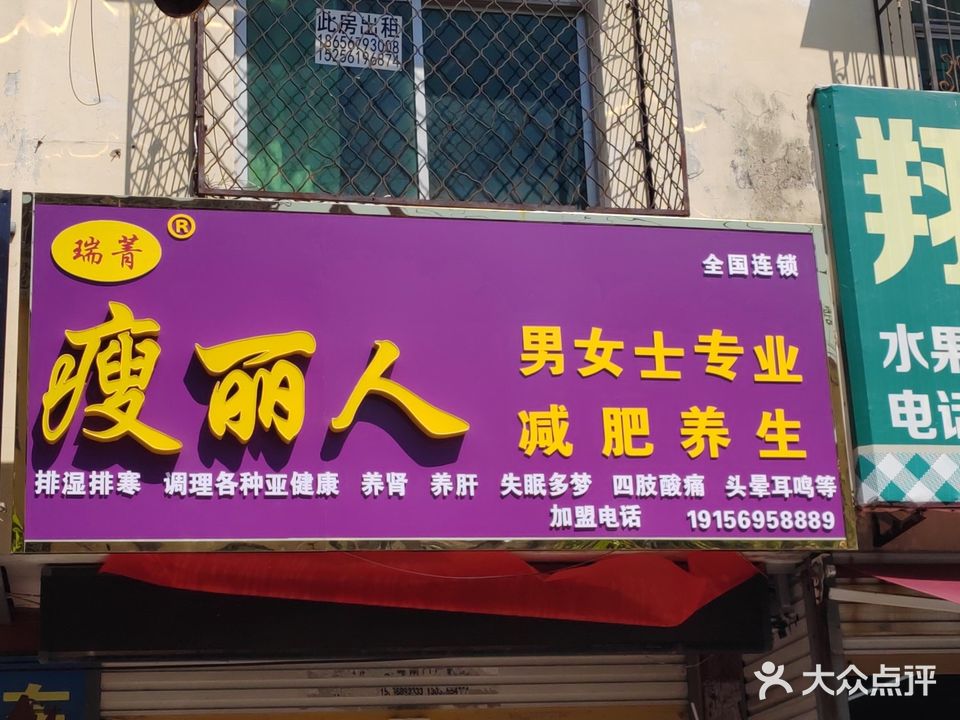 此房出租
18656793008
15256196874
瑞菁®
全国连锁
瘦丽人
男女士专业
减肥养生
排湿排寒 调理各种亚健康 养肾 养肝 失眠多梦 四肢酸痛 头晕耳鸣等
加盟电话 19156958889
水果
电话
大众点评